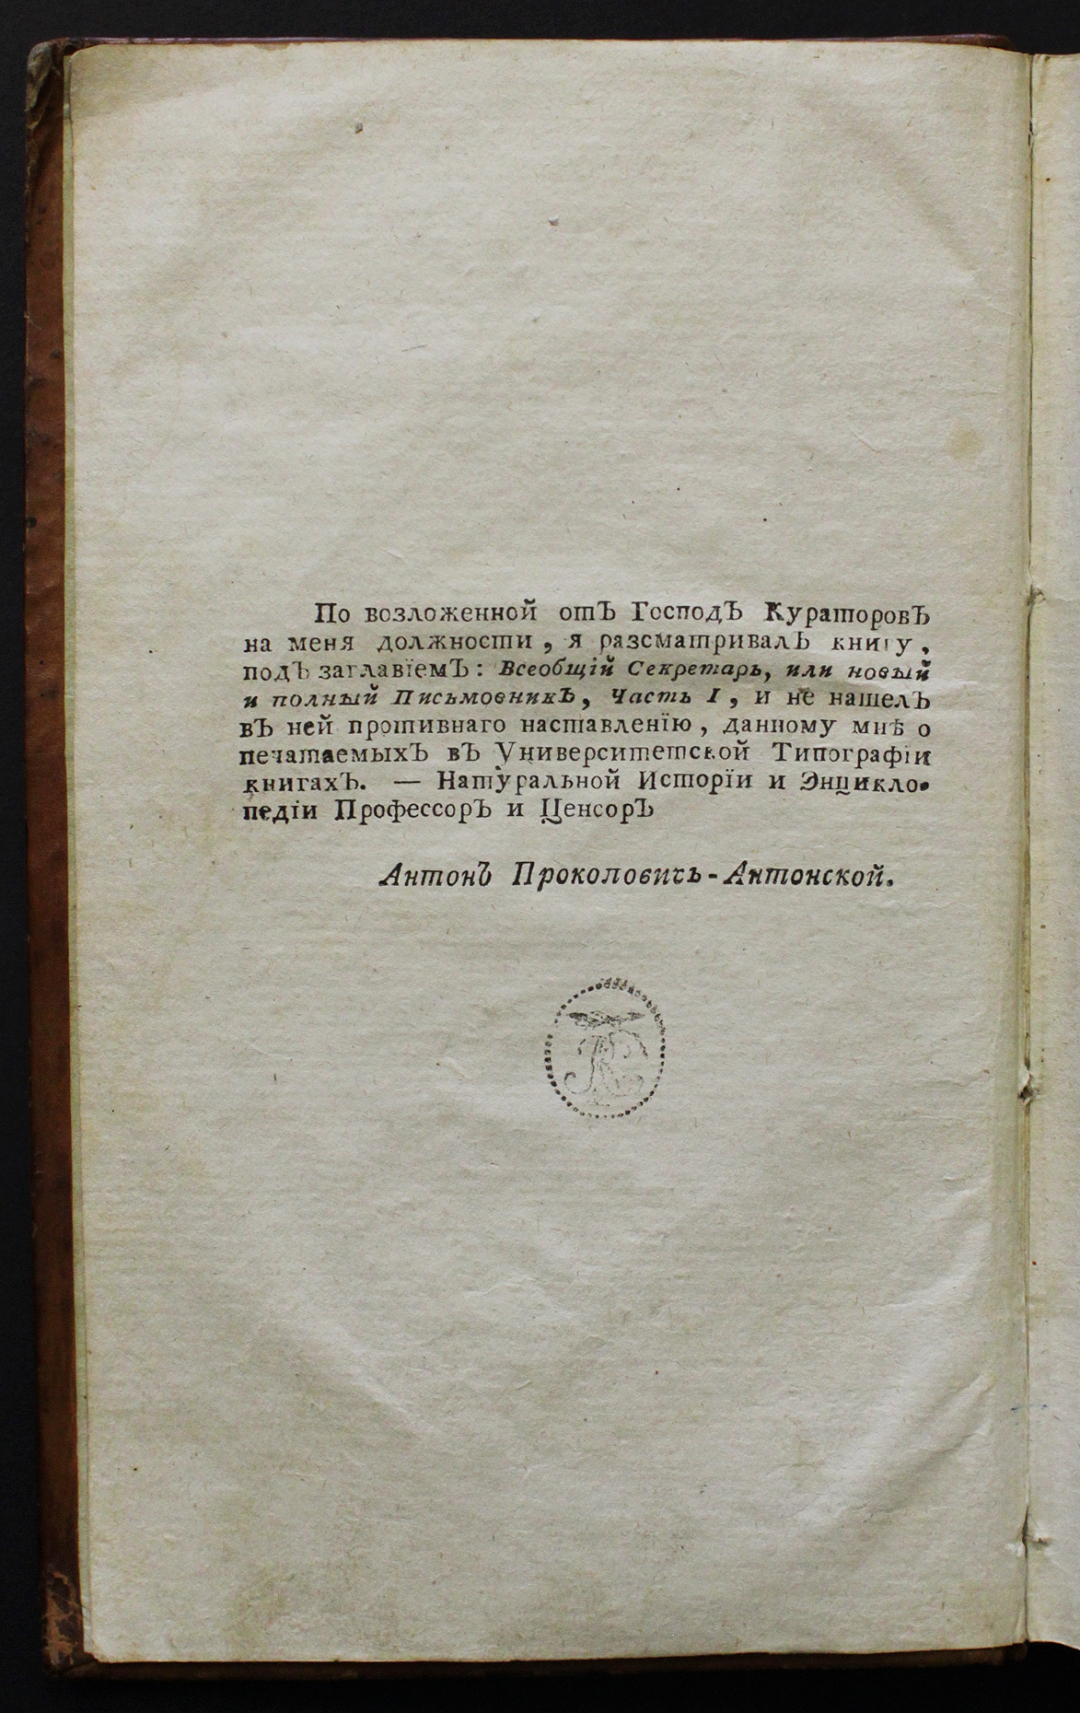 По возложенной отъ Господъ Кураторовъ
на меня должности, я разсматривалъ книгу,
подъ заглавїемъ: Всеобщїй Секретарь, или новый
и полный Письмовникъ, Часть I, и не нашелъ
въ ней противнаго наставленїю, данному мнѣ о
печатаемыхъ въ Университетской Типографїи
книгахъ. — Натуральной Исторїи и Энцикло-
педїи Профессоръ и Ценсоръ
Антонъ Прокоповичь-Антонской.